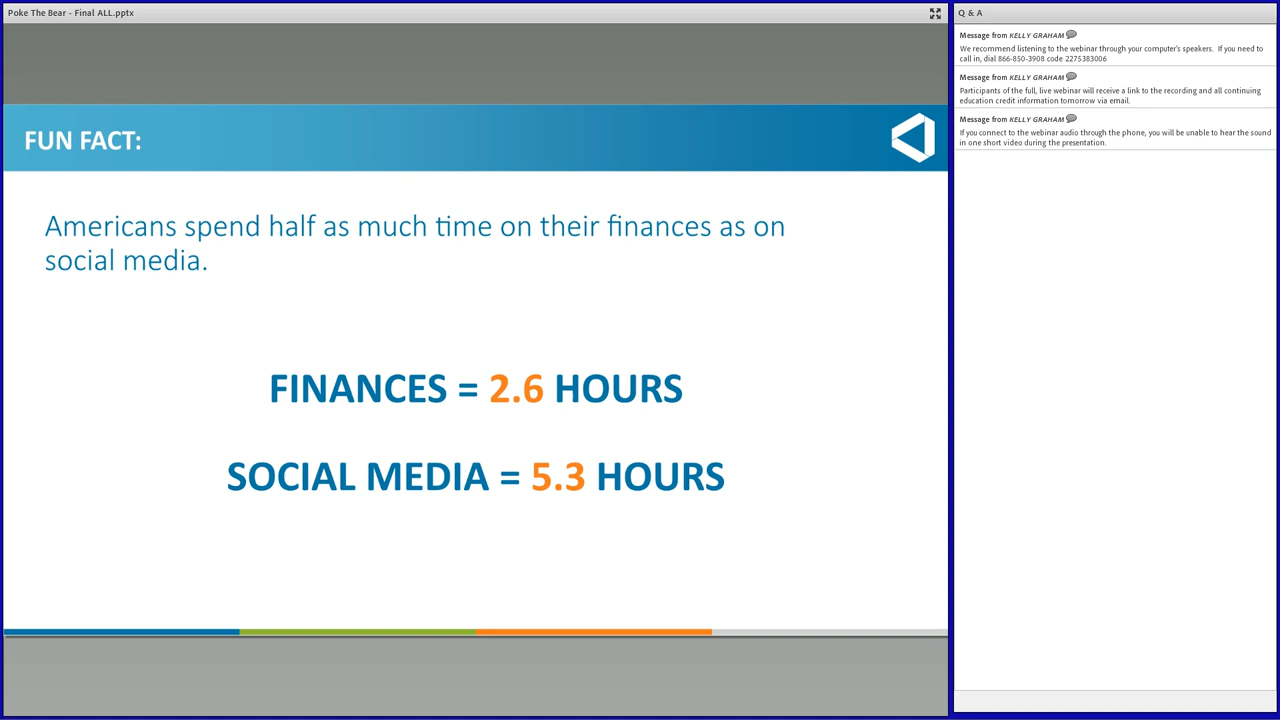 Poke The Bear - Final ALL.pptx
FUN FACT:
Americans spend half as much time on their finances as on
social media.
FINANCES = 2.6 HOURS
SOCIAL MEDIA = 5.3 HOURS
Q & A
Message from KELLY GRAHAM
We recommend listening to the webinar through your computer's speakers.  If you need to
call in, dial 866-850-3908 code 2275383006
Message from KELLY GRAHAM
Participants of the full, live webinar will receive a link to the recording and all continuing
education credit information tomorrow via email.
Message from KELLY GRAHAM
If you connect to the webinar audio through the phone, you will be unable to hear the sound
in one short video during the presentation.